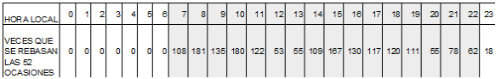 HORA LOCAL 0 1 2 3 4 5 6 7 8 9 10 11 12 13 14 15 16 17 18 19 20 21 22 23
VECES QUE
SE REBASAN 0 0 0 0 0 0 0 108 181 135 180 122 53 55 109 167 130 117 120 111 55 78 62 18
LAS 52
OCASIONES